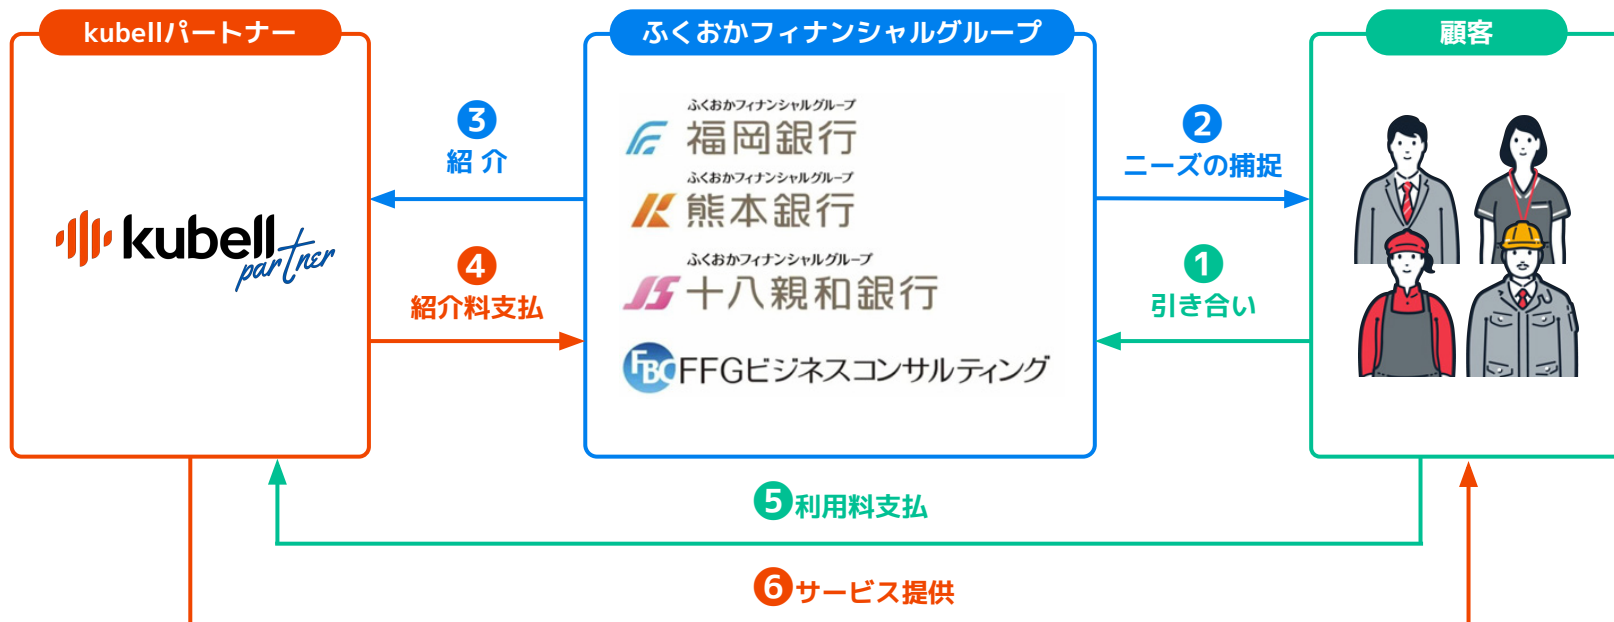 kubellパートナー
ふくおかフィナンシャルグループ
顧客
3
紹 介
4
紹介料支払
kubell
partner
ふくおかフィナンシャルグループ
福岡銀行
ふくおかフィナンシャルグループ
熊本銀行
ふくおかフィナンシャルグループ
十八親和銀行
FBC FFGビジネスコンサルティング
2
ニーズの捕捉
1
引き合い
5 利用料支払
6 サービス提供